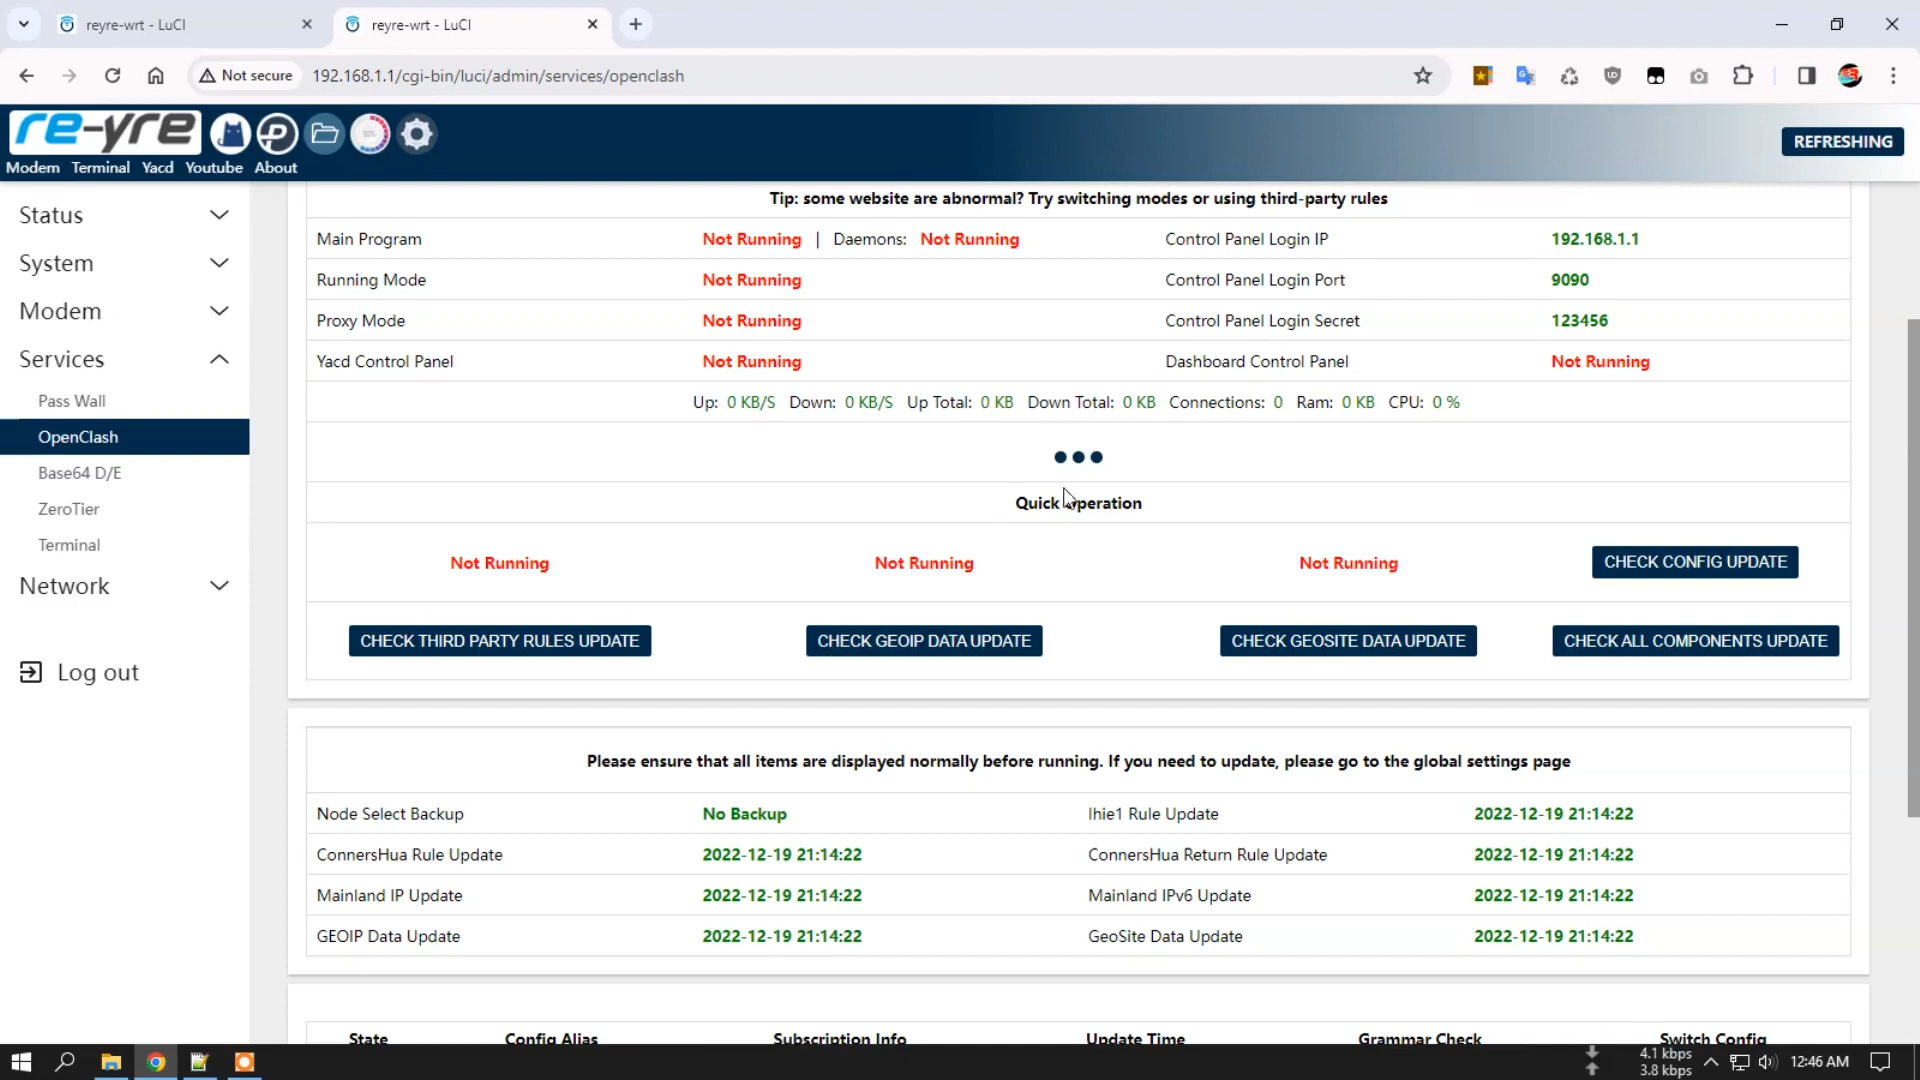 reyre-wrt - LuCI
reyre-wrt - LuCI
Not secure
192.168.1.1/cgi-bin/luci/admin/services/openclash
re-yre
REFRESHING
Modem Terminal Yacd Youtube About
Status
System
Modem
Services
Pass Wall
OpenClash
Base64 D/E
ZeroTier
Terminal
Network
Log out
Tip: some website are abnormal? Try switching modes or using third-party rules
Main Program Not Running | Daemons: Not Running Control Panel Login IP 192.168.1.1
Running Mode Not Running Control Panel Login Port 9090
Proxy Mode Not Running Control Panel Login Secret 123456
Yacd Control Panel Not Running Dashboard Control Panel Not Running
Up: 0 KB/S Down: 0 KB/S Up Total: 0 KB Down Total: 0 KB Connections: 0 Ram: 0 KB CPU: 0 %
Quick Operation
Not Running Not Running Not Running CHECK CONFIG UPDATE
CHECK THIRD PARTY RULES UPDATE CHECK GEOIP DATA UPDATE CHECK GEOSITE DATA UPDATE CHECK ALL COMPONENTS UPDATE
Please ensure that all items are displayed normally before running. If you need to update, please go to the global settings page
Node Select Backup No Backup lhie1 Rule Update 2022-12-19 21:14:22
ConnersHua Rule Update 2022-12-19 21:14:22 ConnersHua Return Rule Update 2022-12-19 21:14:22
Mainland IP Update 2022-12-19 21:14:22 Mainland IPv6 Update 2022-12-19 21:14:22
GEOIP Data Update 2022-12-19 21:14:22 GeoSite Data Update 2022-12-19 21:14:22
State Config Alias Subscription Info Update Time Grammar Check Switch Config
4.1 kbps
3.8 kbps
12:46 AM